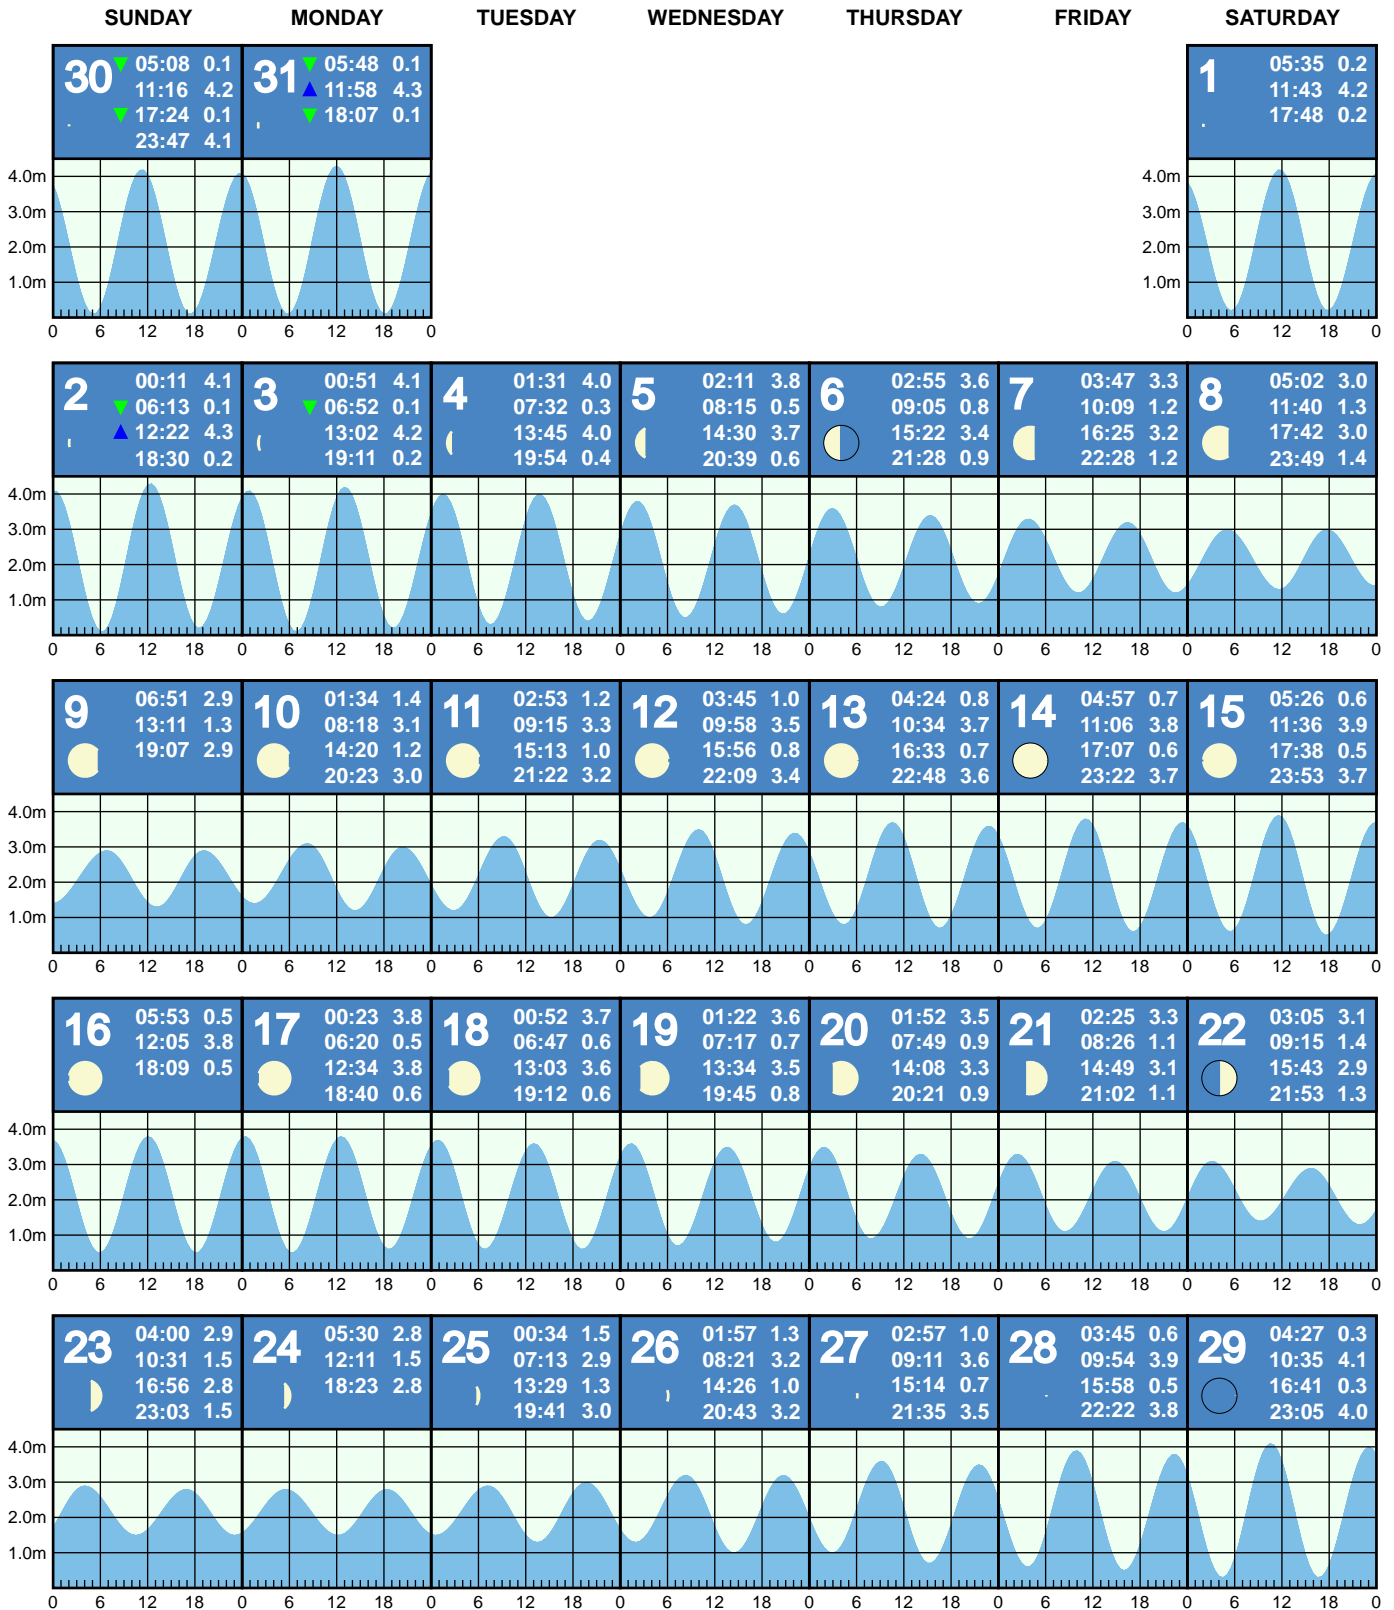 SUNDAY MONDAY TUESDAY WEDNESDAY THURSDAY FRIDAY SATURDAY
30 05:08 0.1
11:16 4.2
17:24 0.1
23:47 4.1
31 05:48 0.1
11:58 4.3
18:07 0.1
1 05:35 0.2
11:43 4.2
17:48 0.2
4.0m 4.0m
3.0m 3.0m
2.0m 2.0m
1.0m 1.0m
0 6 12 18 0 6 12 18 0 0 6 12 18 0
2 00:11 4.1
06:13 0.1
12:22 4.3
18:30 0.2
3 00:51 4.1
06:52 0.1
13:02 4.2
19:11 0.2
4 01:31 4.0
07:32 0.3
13:45 4.0
19:54 0.4
5 02:11 3.8
08:15 0.5
14:30 3.7
20:39 0.6
6 02:55 3.6
09:05 0.8
15:22 3.4
21:28 0.9
7 03:47 3.3
10:09 1.2
16:25 3.2
22:28 1.2
8 05:02 3.0
11:40 1.3
17:42 3.0
23:49 1.4
4.0m
3.0m
2.0m
1.0m
0 6 12 18 0 6 12 18 0 6 12 18 0 6 12 18 0 6 12 18 0 6 12 18 0 6 12 18 0
9 06:51 2.9
13:11 1.3
19:07 2.9
10 01:34 1.4
08:18 3.1
14:20 1.2
20:23 3.0
11 02:53 1.2
09:15 3.3
15:13 1.0
21:22 3.2
12 03:45 1.0
09:58 3.5
15:56 0.8
22:09 3.4
13 04:24 0.8
10:34 3.7
16:33 0.7
22:48 3.6
14 04:57 0.7
11:06 3.8
17:07 0.6
23:22 3.7
15 05:26 0.6
11:36 3.9
17:38 0.5
23:53 3.7
4.0m
3.0m
2.0m
1.0m
0 6 12 18 0 6 12 18 0 6 12 18 0 6 12 18 0 6 12 18 0 6 12 18 0 6 12 18 0
16 05:53 0.5
12:05 3.8
18:09 0.5
17 00:23 3.8
06:20 0.5
12:34 3.8
18:40 0.6
18 00:52 3.7
06:47 0.6
13:03 3.6
19:12 0.6
19 01:22 3.6
07:17 0.7
13:34 3.5
19:45 0.8
20 01:52 3.5
07:49 0.9
14:08 3.3
20:21 0.9
21 02:25 3.3
08:26 1.1
14:49 3.1
21:02 1.1
22 03:05 3.1
09:15 1.4
15:43 2.9
21:53 1.3
4.0m
3.0m
2.0m
1.0m
0 6 12 18 0 6 12 18 0 6 12 18 0 6 12 18 0 6 12 18 0 6 12 18 0 6 12 18 0
23 04:00 2.9
10:31 1.5
16:56 2.8
23:03 1.5
24 05:30 2.8
12:11 1.5
18:23 2.8
25 00:34 1.5
07:13 2.9
13:29 1.3
19:41 3.0
26 01:57 1.3
08:21 3.2
14:26 1.0
20:43 3.2
27 02:57 1.0
09:11 3.6
15:14 0.7
21:35 3.5
28 03:45 0.6
09:54 3.9
15:58 0.5
22:22 3.8
29 04:27 0.3
10:35 4.1
16:41 0.3
23:05 4.0
4.0m
3.0m
2.0m
1.0m
0 6 12 18 0 6 12 18 0 6 12 18 0 6 12 18 0 6 12 18 0 6 12 18 0 6 12 18 0